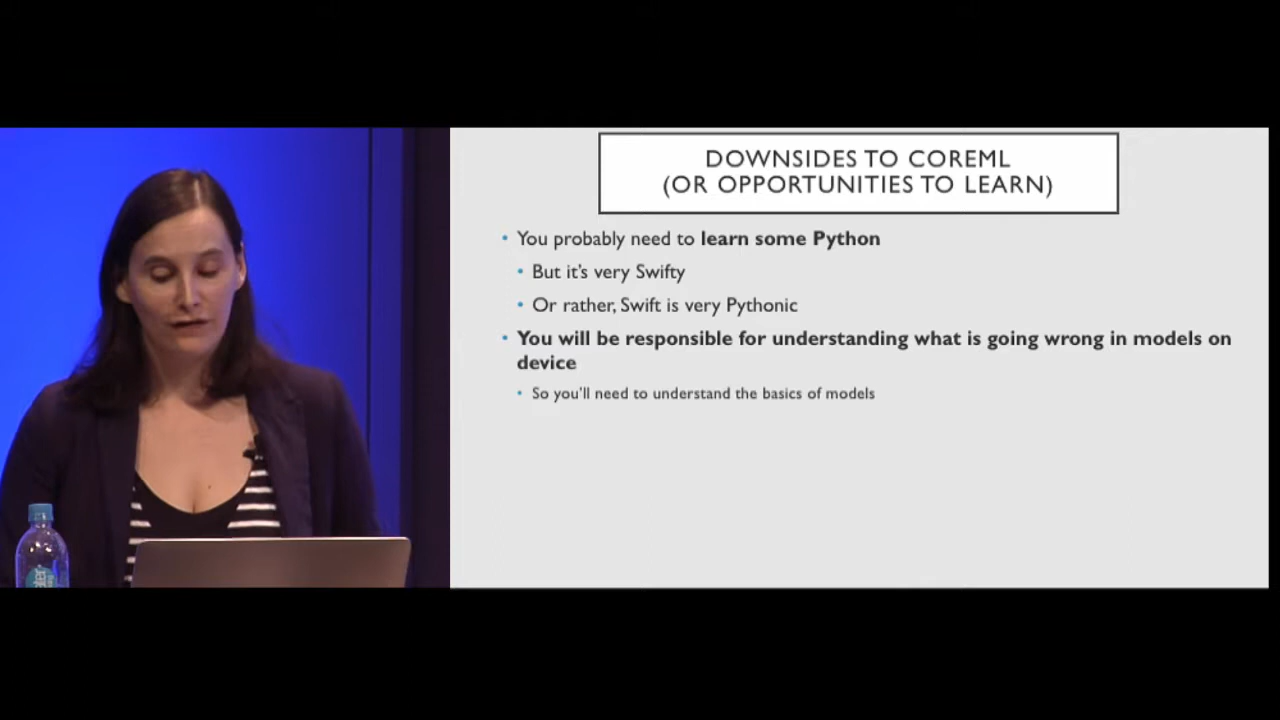 DOWNSIDES TO COREML
(OR OPPORTUNITIES TO LEARN)
• You probably need to learn some Python
• But it's very Swifty
• Or rather, Swift is very Pythonic
• You will be responsible for understanding what is going wrong in models on
device
• So you'll need to understand the basics of models